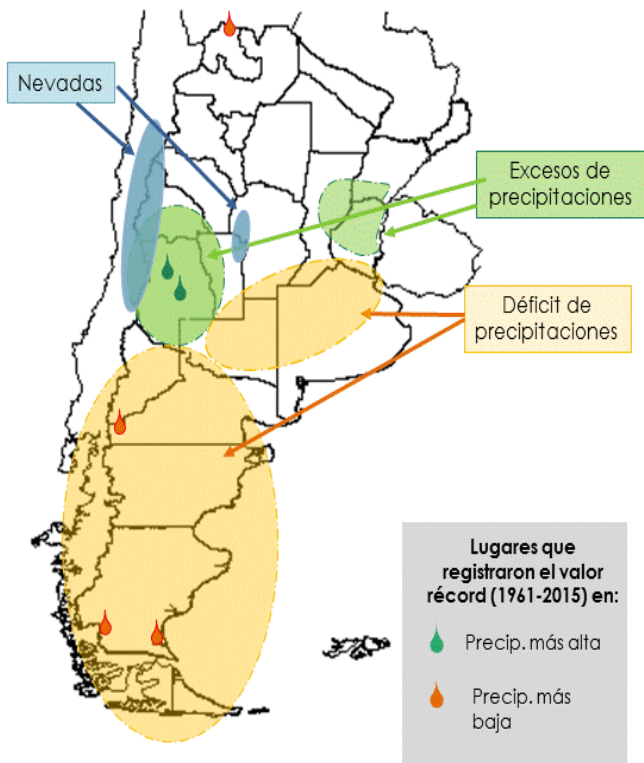 Nevadas
Excesos de
precipitaciones
Déficit de
precipitaciones
Lugares que
registraron el valor
récord (1961-2015) en:
Precip. más alta
Precip. más
baja